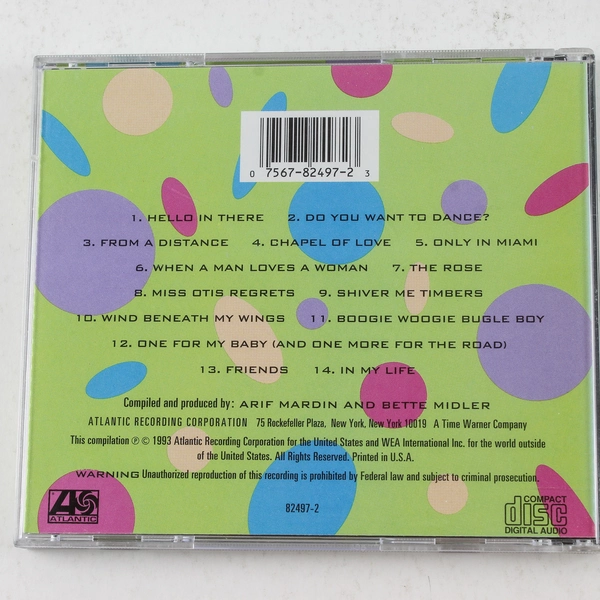 0 7567-82497-2 3
1. HELLO IN THERE 2. DO YOU WANT TO DANCE?
3. FROM A DISTANCE 4. CHAPEL OF LOVE 5. ONLY IN MIAMI
6. WHEN A MAN LOVES A WOMAN 7. THE ROSE
8. MISS OTIS REGRETS 9. SHIVER ME TIMBERS
10. WIND BENEATH MY WINGS 11. BOOGIE WOOGIE BUGLE BOY
12. ONE FOR MY BABY (AND ONE MORE FOR THE ROAD)
13. FRIENDS 14. IN MY LIFE
Compiled and produced by: ARIF MARDIN AND BETTE MIDLER
ATLANTIC RECORDING CORPORATION 75 Rockefeller Plaza, New York, New York 10019 A Time Warner Company
This compilation ℗ © 1993 Atlantic Recording Corporation for the United States and WEA International Inc. for the world outside
of the United States. All Rights Reserved. Printed in U.S.A.
WARNING Unauthorized reproduction of this recording is prohibited by Federal law and subject to criminal prosecution.
ATLANTIC
82497-2
COMPACT
disc
DIGITAL AUDIO